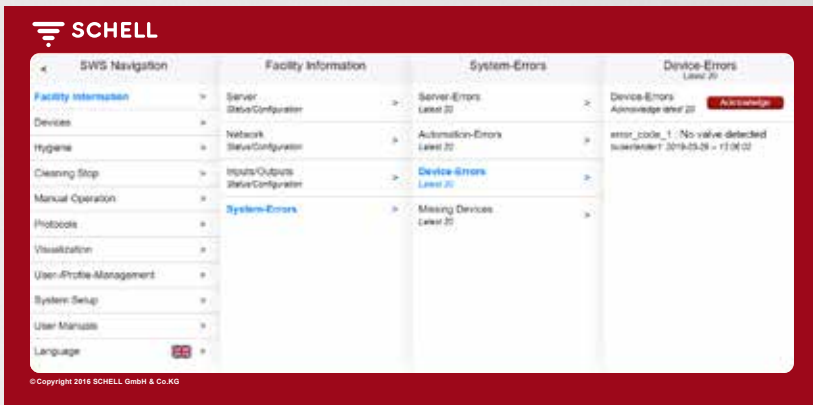 SCHELL
SWS Navigation
Facility Information
Devices
Hygiene
Cleaning Stop
Manual Operation
Protocols
Visualization
User-/Profile-Management
System Setup
User Manuals
Language
Facility Information
Server
Status/Configuration
Network
Status/Configuration
Inputs/Outputs
Status/Configuration
System-Errors
System-Errors
Server-Errors
Latest 20
Automation-Errors
Latest 20
Device-Errors
Latest 20
Missing Devices
Latest 20
Device-Errors
Latest 20
Device-Errors
Acknowledge latest 20
Acknowledge
error_code_1 : No valve detected
© Copyright 2016 SCHELL GmbH & Co.KG